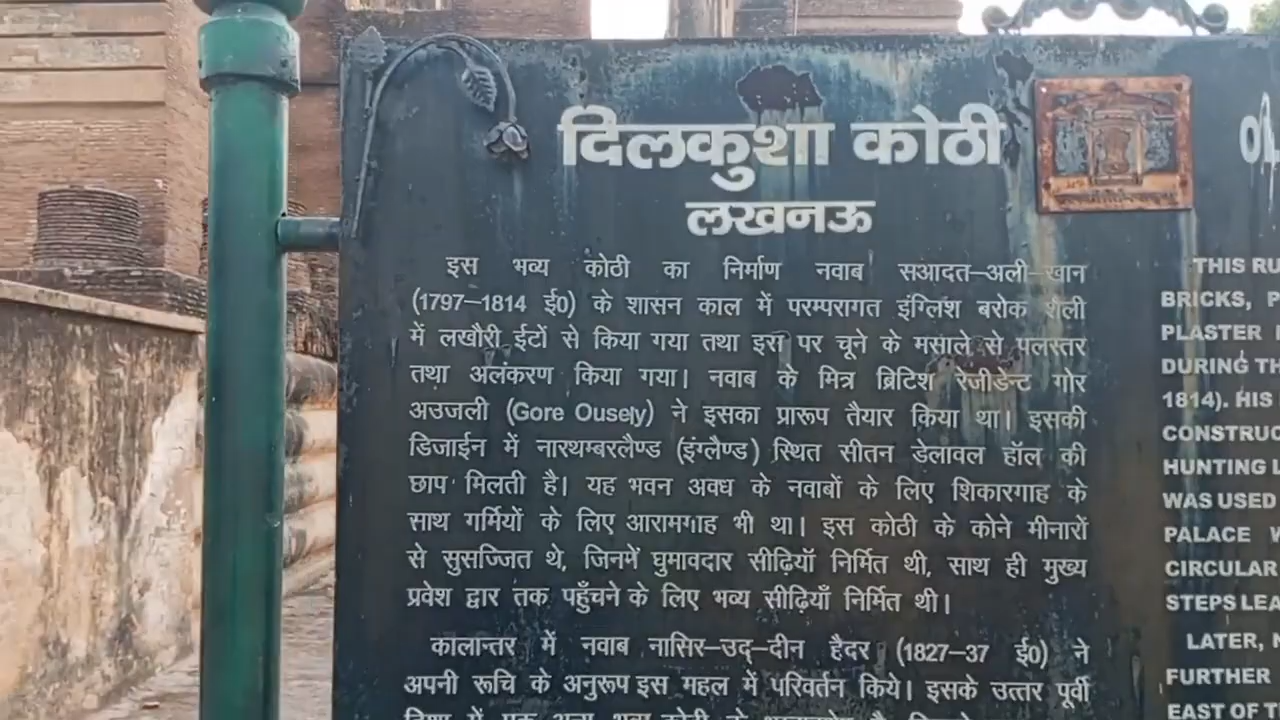 दिलकुशा कोठी
लखनऊ
इस भव्य कोठी का निर्माण नवाब सआदत–अली खान
(1797–1814 ई0) के शासन काल में परम्परागत इंग्लिश बरोक शैली
में लखौरी ईटों से किया गया तथा इस पर चूने के मसाले से पलस्तर
तथा अलंकरण किया गया। नवाब के मित्र ब्रिटिश रेजीडेन्ट गोर
अउजली (Gore Ousely) ने इसका प्रारूप तैयार किया था। इसकी
डिजाईन में नारथम्बरलैण्ड (इंग्लैण्ड) स्थित सीतन डेलावल हॉल की
छाप मिलती है। यह भवन अवध के नवाबों के लिए शिकारगाह के
साथ गर्मियों के लिए आरामगाह भी था। इस कोठी के कोने मीनारों
से सुसज्जित थे, जिनमें घुमावदार सीढ़ियॉ निर्मित थी, साथ ही मुख्य
प्रवेश द्वार तक पहुँचने के लिए भव्य सीढ़ियाँ निर्मित थी।
कालान्तर में नवाब नासिर–उद्–दीन हैदर (1827–37 ई0) ने
अपनी रूचि के अनुरूप इस महल में परिवर्तन किये। इसके उत्तर पूर्वी
THIS RU
BRICKS, P
PLASTER
DURING TH
1814). HIS
CONSTRUC
HUNTING L
WAS USED
PALACE W
CIRCULAR
STEPS LEA
LATER, N
FURTHER
EAST OF T